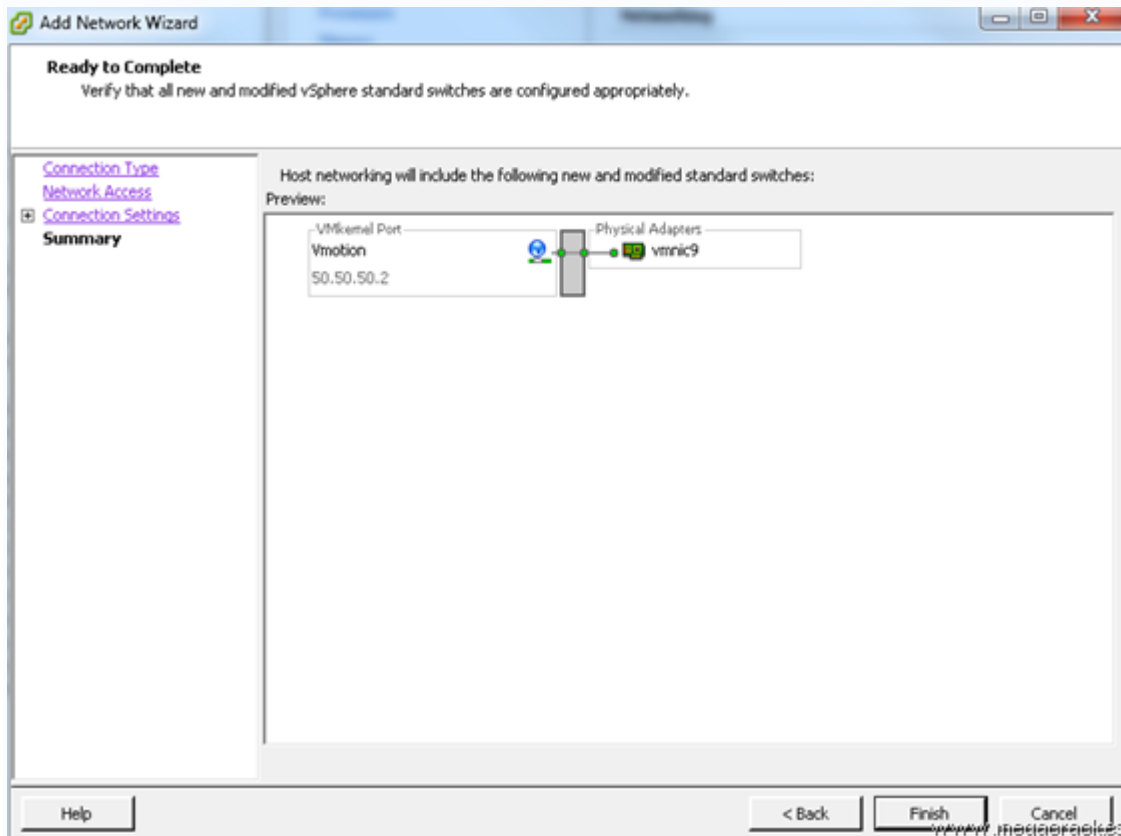 Add Network Wizard
Networking
Ready to Complete
Verify that all new and modified vSphere standard switches are configured appropriately.
Connection Type
Network Access
Connection Settings
Summary
Host networking will include the following new and modified standard switches:
Preview:
VMkernel Port
Vmotion
50.50.50.2
Physical Adapters
vmnic9
Help
< Back
Finish
Cancel